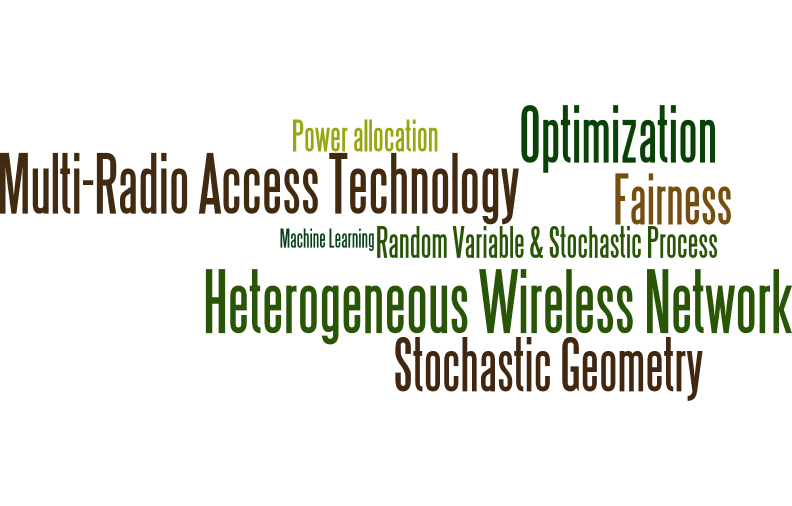 Power allocation
Optimization
Multi-Radio Access Technology
Fairness
Machine Learning
Random Variable & Stochastic Process
Heterogeneous Wireless Network
Stochastic Geometry